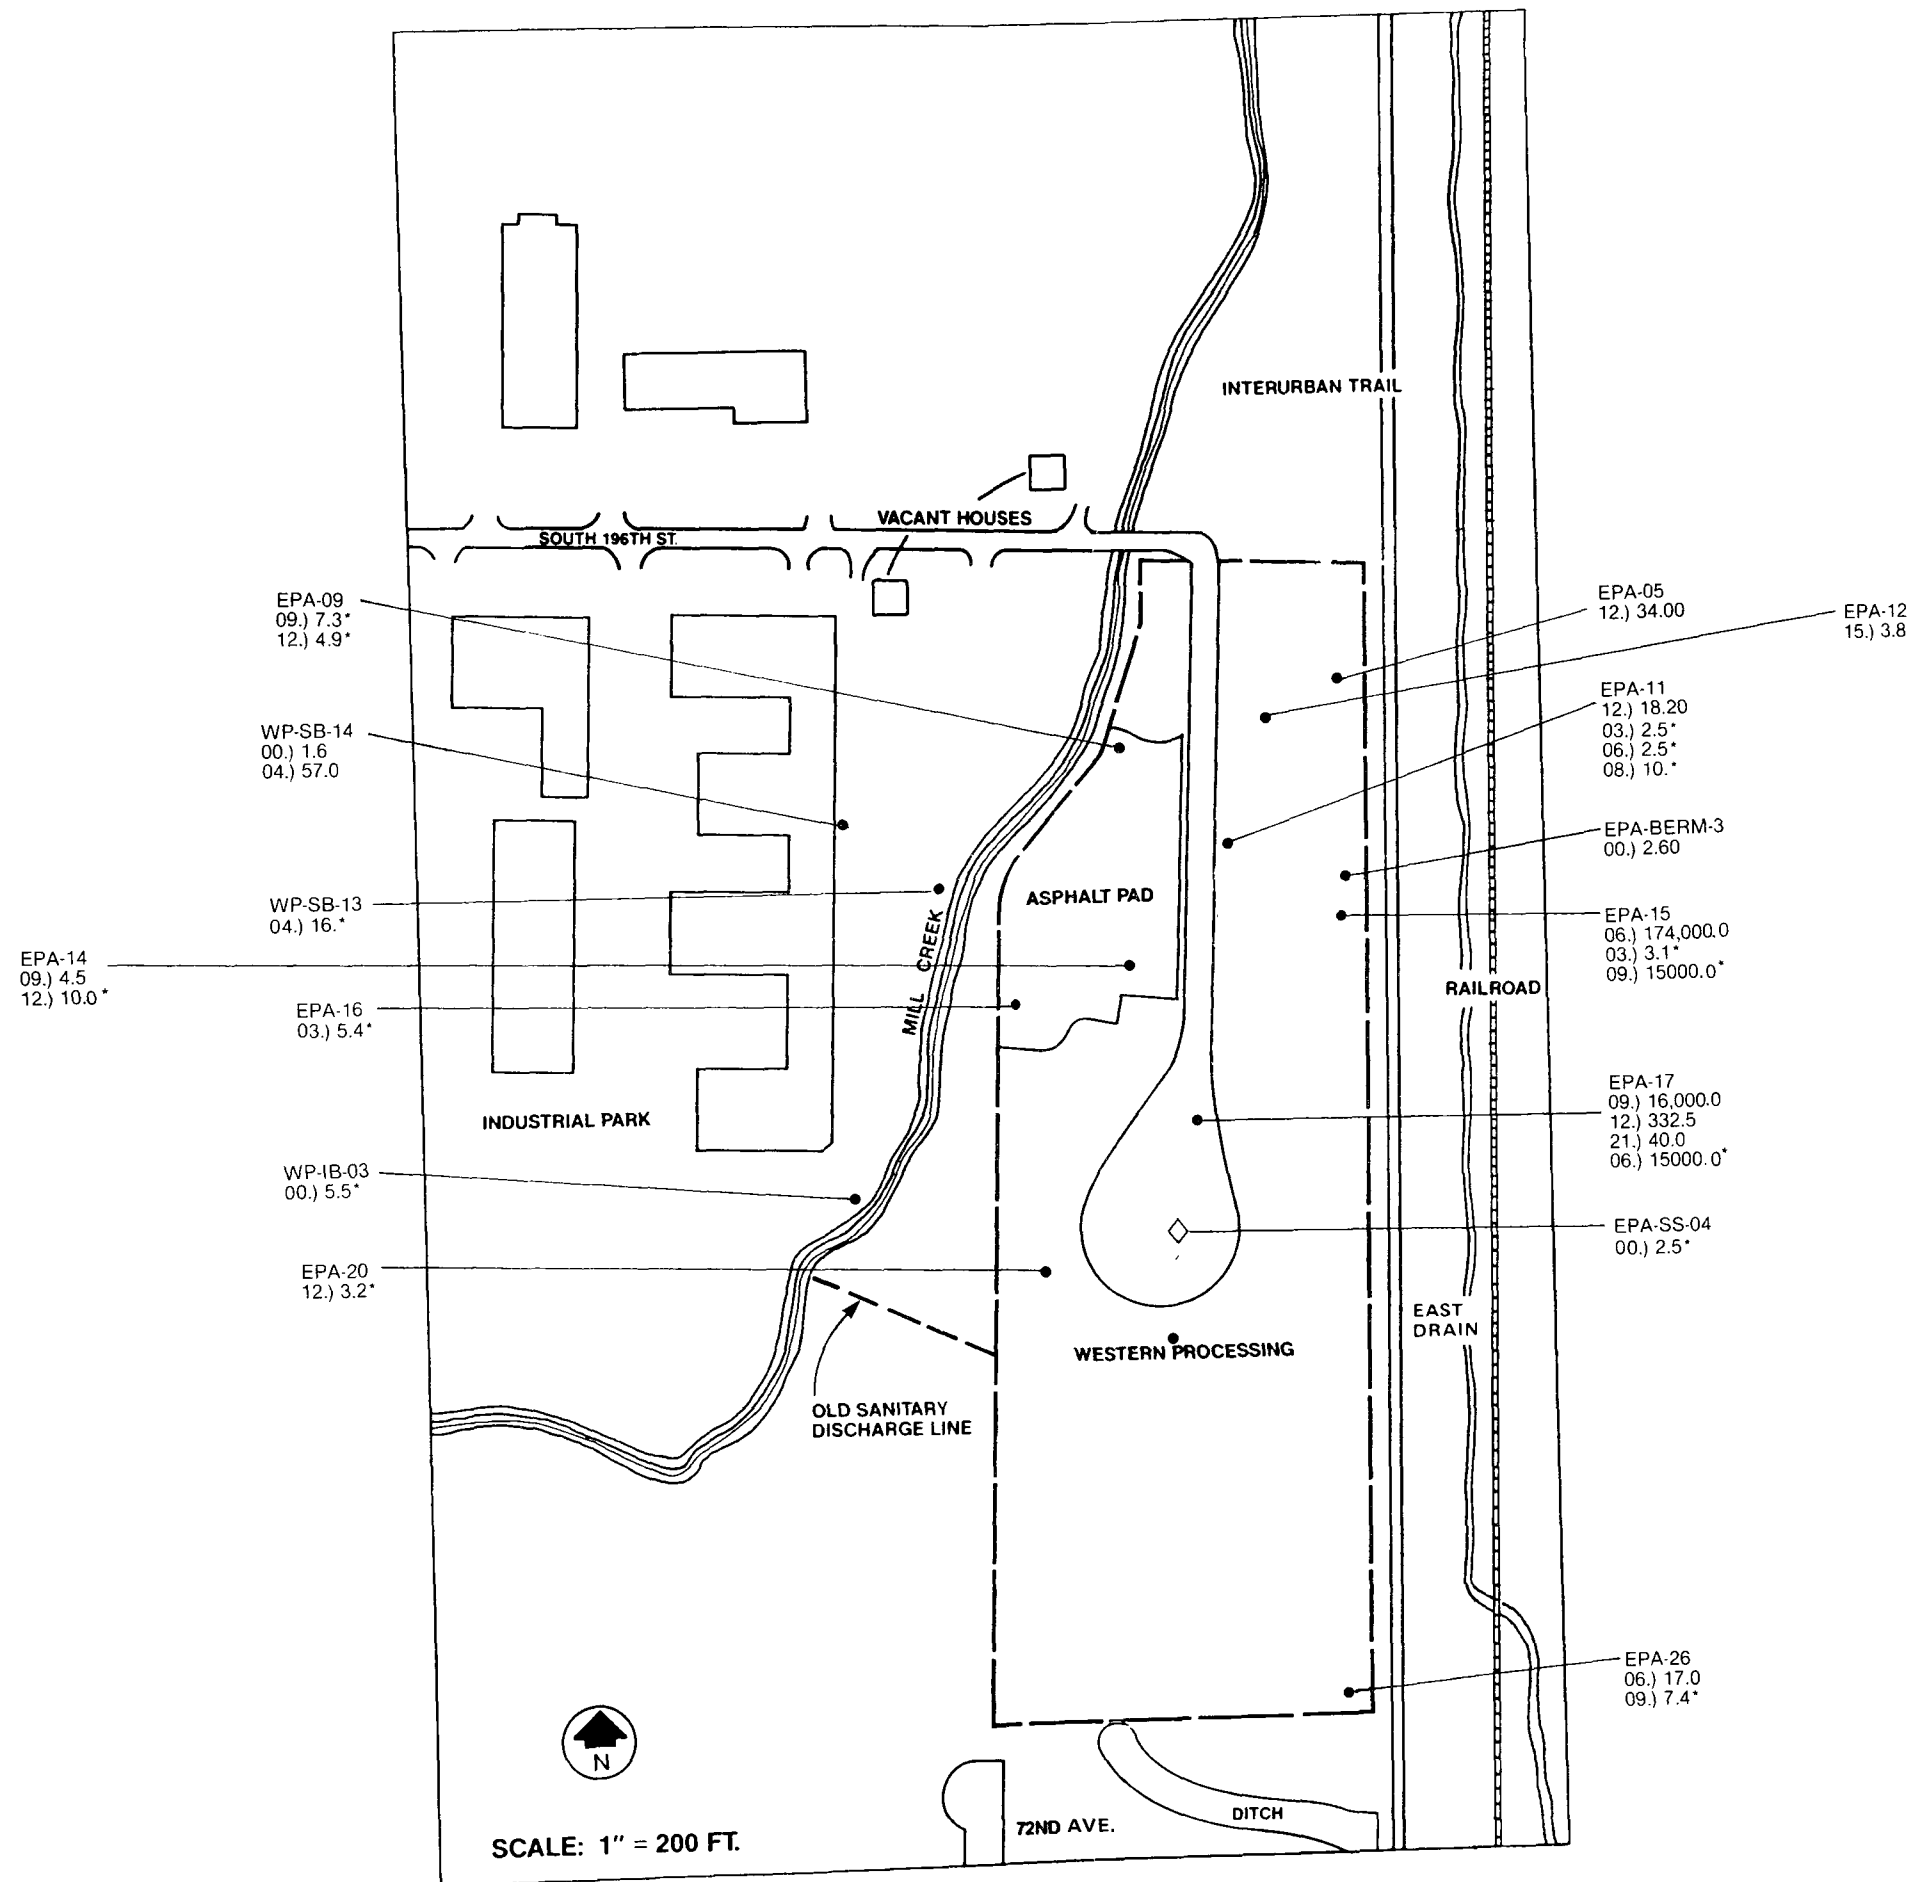 INTERURBAN TRAIL
VACANT HOUSES
SOUTH 196TH ST.
EPA-09
09.) 7.3*
12.) 4.9*
EPA-05
12.) 34.00
EPA-12
15.) 3.8
EPA-11
12.) 18.20
03.) 2.5*
06.) 2.5*
08.) 10.*
WP-SB-14
00.) 1.6
04.) 57.0
EPA-BERM-3
00.) 2.60
ASPHALT PAD
WP-SB-13
04.) 16.*
EPA-15
06.) 174,000.0
03.) 3.1*
09.) 15000.0*
MILL CREEK
EPA-14
09.) 4.5
12.) 10.0*
RAILROAD
EPA-16
03.) 5.4*
EPA-17
09.) 16,000.0
12.) 332.5
21.) 40.0
06.) 15000.0*
INDUSTRIAL PARK
WP-IB-03
00.) 5.5*
EPA-SS-04
00.) 2.5*
EPA-20
12.) 3.2*
EAST
DRAIN
WESTERN PROCESSING
OLD SANITARY
DISCHARGE LINE
EPA-26
06.) 17.0
09.) 7.4*
N
DITCH
72ND AVE.
SCALE: 1" = 200 FT.